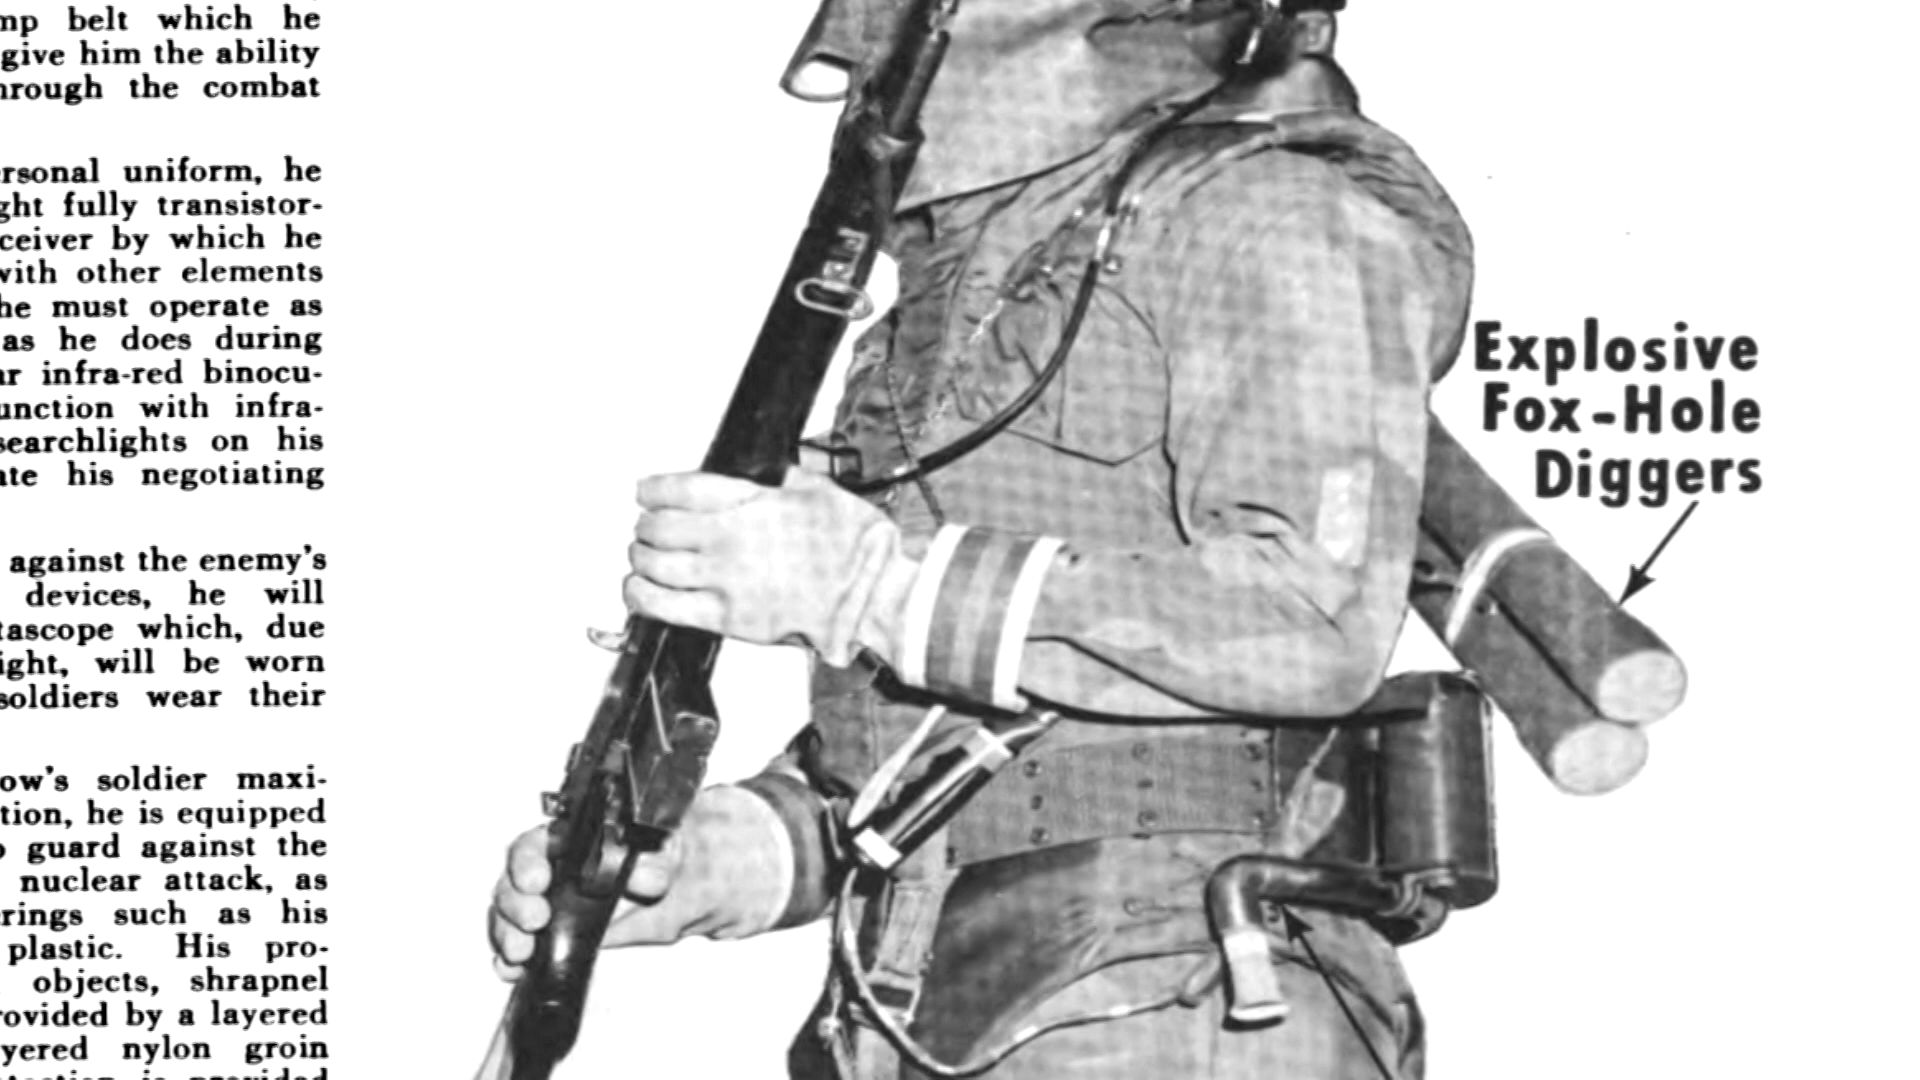 mp belt which he
give him the ability
hrough the combat
rsonal uniform, he
ght fully transistor-
ceiver by which he
with other elements
he must operate as
as he does during
ar infra-red binocu-
unction with infra-
searchlights on his
ate his negotiating
against the enemy's
devices, he will
tascope which, due
ight, will be worn
soldiers wear their
ow's soldier maxi-
tion, he is equipped
o guard against the
nuclear attack, as
rings such as his
plastic. His pro-
objects, shrapnel
rovided by a layered
yered nylon groin
tection is provided
Explosive
Fox-Hole
Diggers